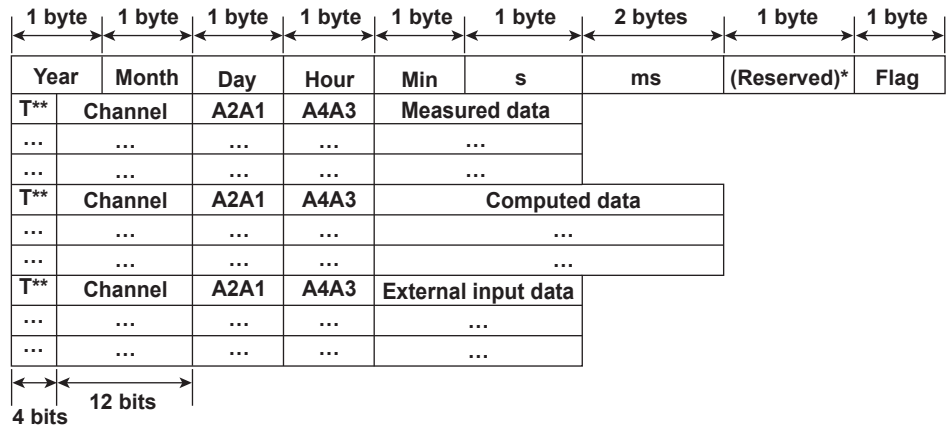 1 byte 1 byte 1 byte 1 byte 1 byte 1 byte 2 bytes 1 byte 1 byte
Year Month Day Hour Min s ms (Reserved)* Flag
T** Channel A2A1 A4A3 Measured data
... ... ... ... ...
... ... ... ... ...
T** Channel A2A1 A4A3 Computed data
... ... ... ... ...
... ... ... ... ...
T** Channel A2A1 A4A3 External input data
... ... ... ... ...
... ... ... ... ...
12 bits
4 bits